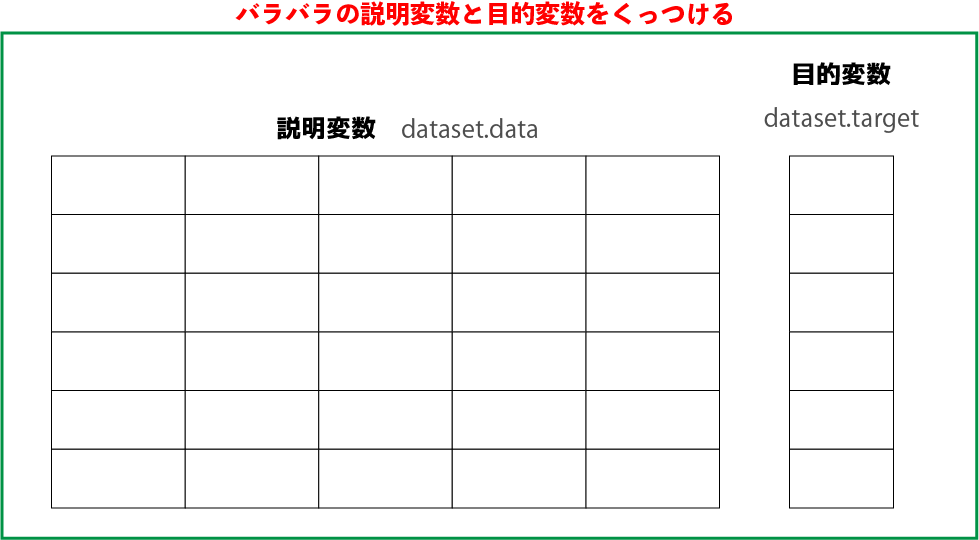 バラバラの説明変数と目的変数をくっつける
目的変数
dataset.target
説明変数 dataset.data